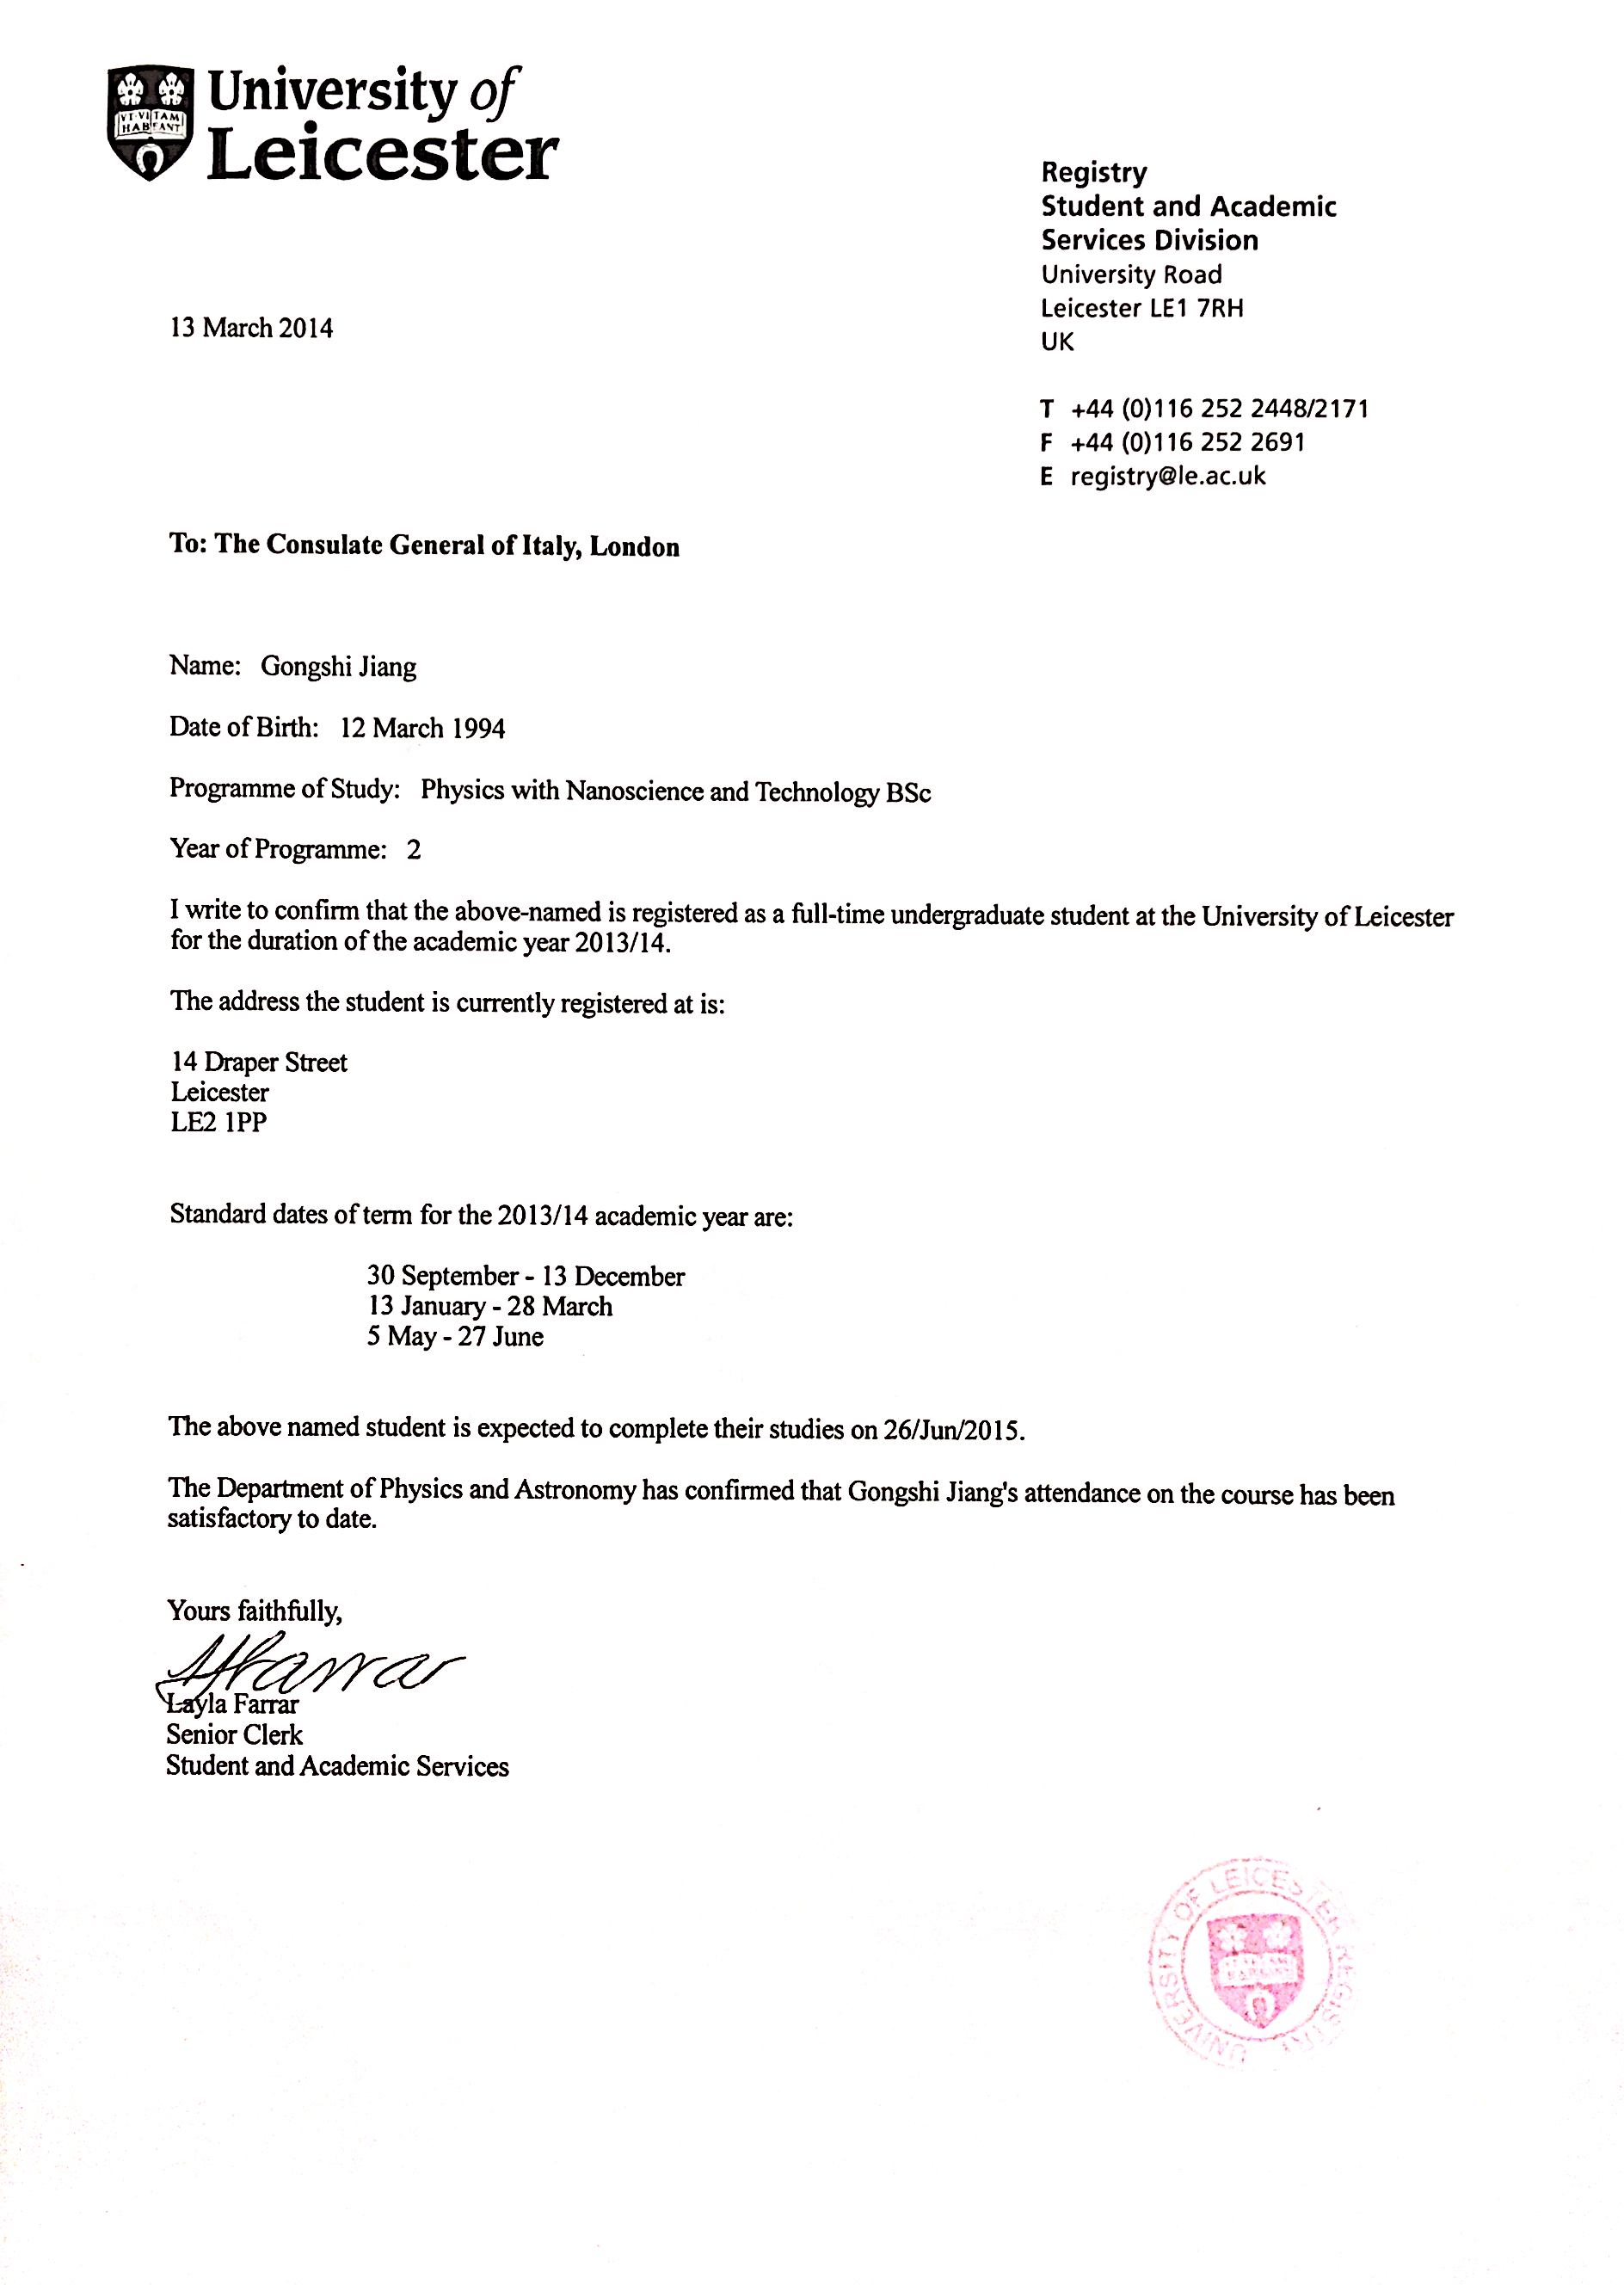 University of
Leicester
VT VITAM
HABEANT
Registry
Student and Academic
Services Division
University Road
Leicester LE1 7RH
UK
13 March 2014
T +44 (0)116 252 2448/2171
F +44 (0)116 252 2691
E registry@le.ac.uk
To: The Consulate General of Italy, London
Name: Gongshi Jiang
Date of Birth: 12 March 1994
Programme of Study: Physics with Nanoscience and Technology BSc
Year of Programme: 2
I write to confirm that the above-named is registered as a full-time undergraduate student at the University of Leicester
for the duration of the academic year 2013/14.
The address the student is currently registered at is:
14 Draper Street
Leicester
LE2 1PP
Standard dates of term for the 2013/14 academic year are:
30 September - 13 December
13 January - 28 March
5 May - 27 June
The above named student is expected to complete their studies on 26/Jun/2015.
The Department of Physics and Astronomy has confirmed that Gongshi Jiang's attendance on the course has been
satisfactory to date.
Yours faithfully,
Layla Farrar
Senior Clerk
Student and Academic Services
UNIVERSITY OF LEICESTER REGISTRY